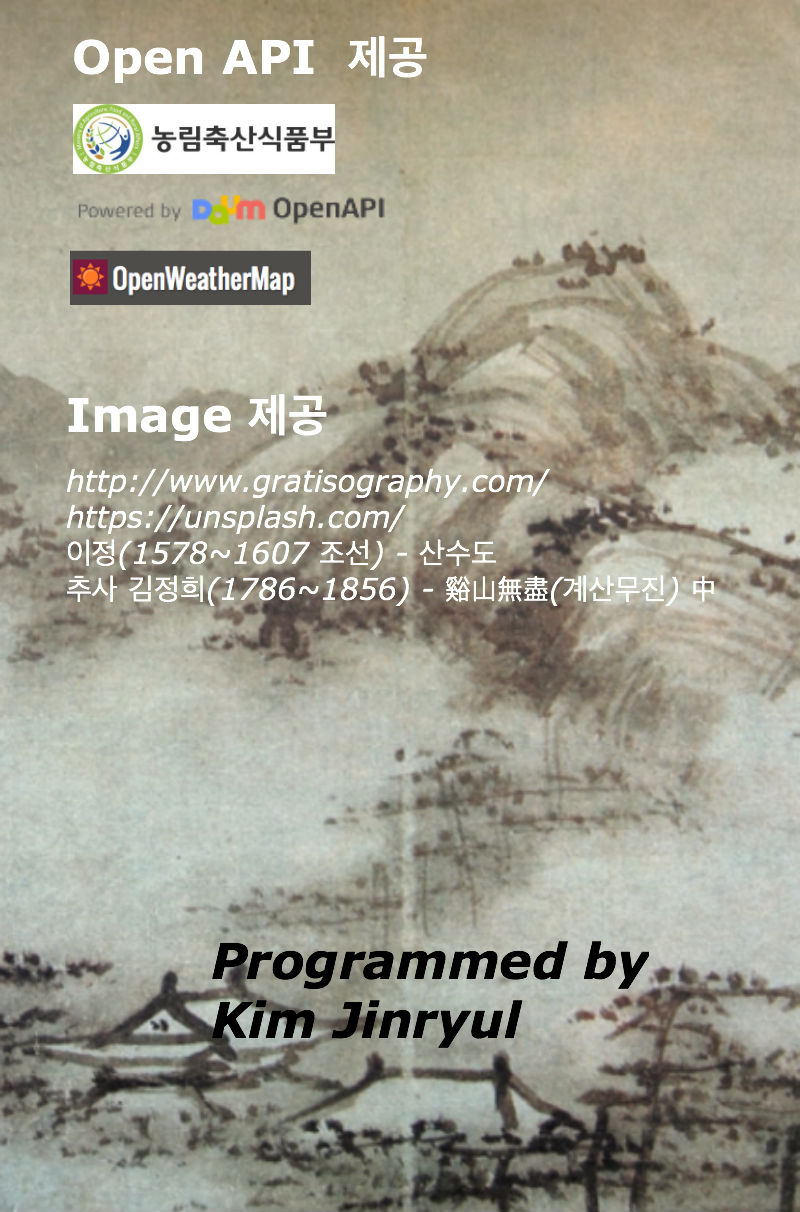 Open API 제공
농림축산식품부
Powered by Daum OpenAPI
OpenWeatherMap
Image 제공
http://www.gratisography.com/
https://unsplash.com/
이정(1578~1607 조선) - 산수도
추사 김정희(1786~1856) - 谿山無盡(계산무진) 中
Programmed by
Kim Jinryul